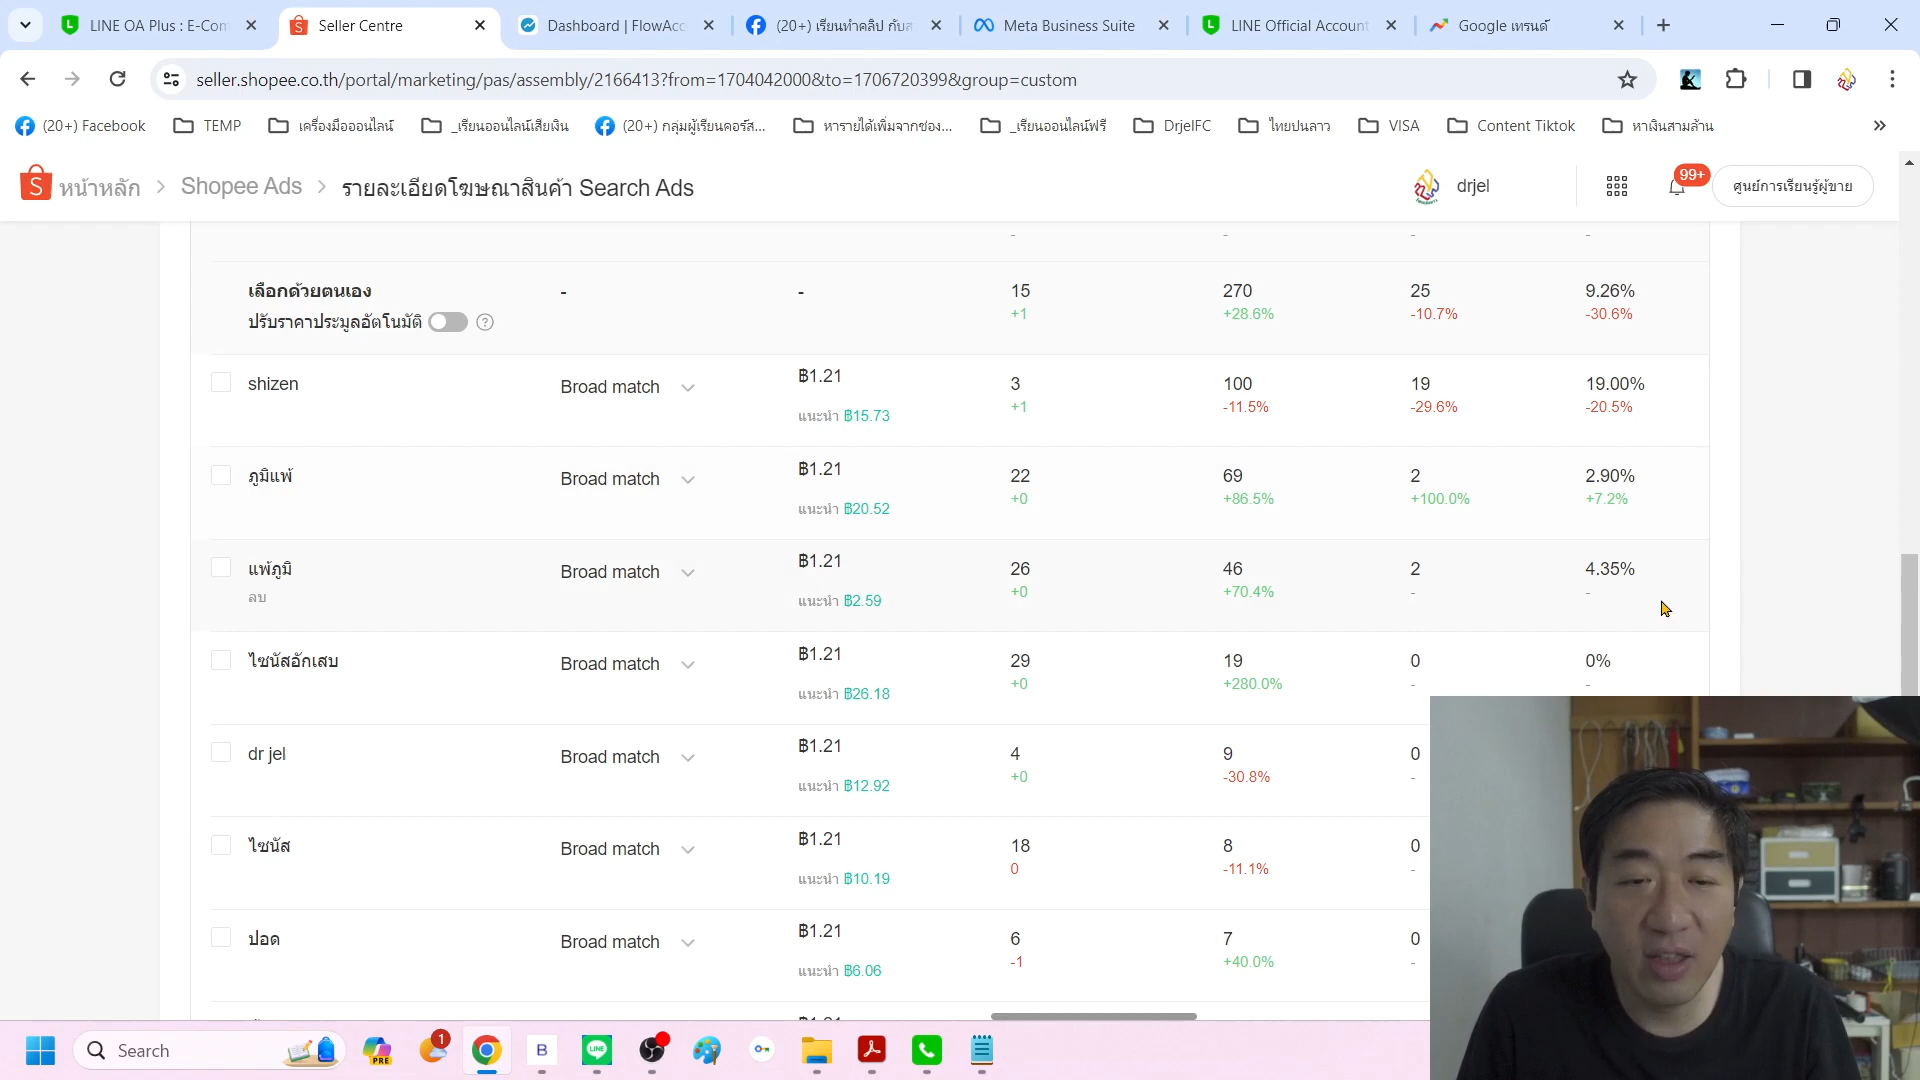 LINE OA Plus : E-Com
Seller Centre
Dashboard | FlowAcc
(20+) เรียนทำคลิป กับส
Meta Business Suite
LINE Official Account
Google เทรนด์
seller.shopee.co.th/portal/marketing/pas/assembly/2166413?from=1704042000&to=1706720399&group=custom
(20+) Facebook
TEMP
เครื่องมือออนไลน์
_เรียนออนไลน์เสียเงิน
(20+) กลุ่มผู้เรียนคอร์ส...
หารายได้เพิ่มจากช่อง...
_เรียนออนไลน์ฟรี
DrjelFC
ไทยปนลาว
VISA
Content Tiktok
หาเงินสามล้าน
หน้าหลัก > Shopee Ads > รายละเอียดโฆษณาสินค้า Search Ads
drjel
99+
ศูนย์การเรียนรู้ผู้ขาย
- - - -
เลือกด้วยตนเอง - - 15 270 25 9.26%
ปรับราคาประมูลอัตโนมัติ ? +1 +28.6% -10.7% -30.6%
shizen Broad match ฿1.21 3 100 19 19.00%
แนะนำ ฿15.73 +1 -11.5% -29.6% -20.5%
ภูมิแพ้ Broad match ฿1.21 22 69 2 2.90%
แนะนำ ฿20.52 +0 +86.5% +100.0% +7.2%
แพ้ภูมิ Broad match ฿1.21 26 46 2 4.35%
ลบ แนะนำ ฿2.59 +0 +70.4% - -
ไซนัสอักเสบ Broad match ฿1.21 29 19 0 0%
แนะนำ ฿26.18 +0 +280.0% - -
dr jel Broad match ฿1.21 4 9 0
แนะนำ ฿12.92 +0 -30.8% -
ไซนัส Broad match ฿1.21 18 8 0
แนะนำ ฿10.19 0 -11.1% -
ปอด Broad match ฿1.21 6 7 0
แนะนำ ฿6.06 -1 +40.0% -
Search
PRE
1
B
LINE